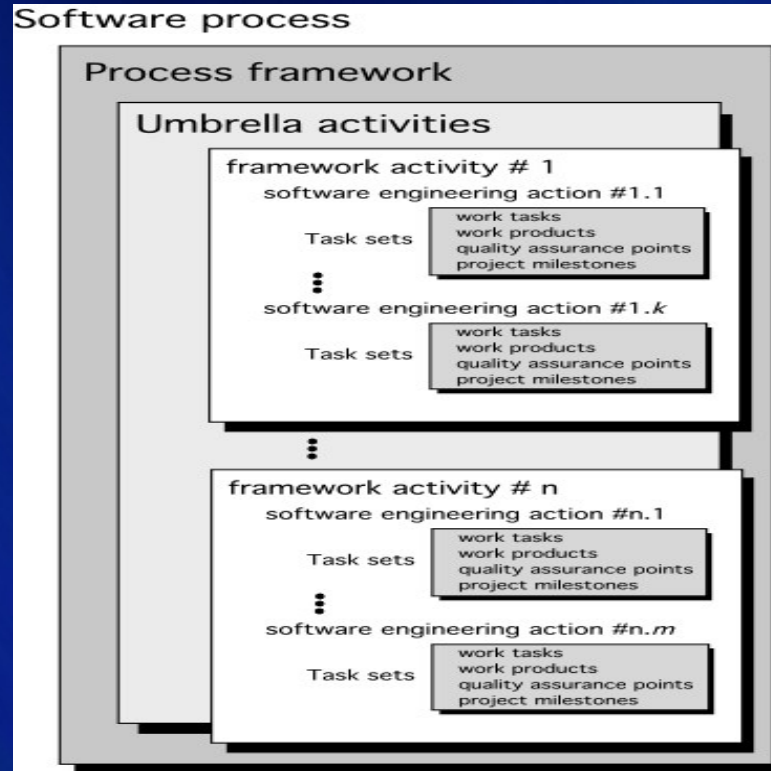 Software process
Process framework
Umbrella activities
framework activity # 1
software engineering action #1.1
Task sets
work tasks
work products
quality assurance points
project milestones
software engineering action #1.k
Task sets
work tasks
work products
quality assurance points
project milestones
framework activity # n
software engineering action #n.1
Task sets
work tasks
work products
quality assurance points
project milestones
software engineering action #n.m
Task sets
work tasks
work products
quality assurance points
project milestones